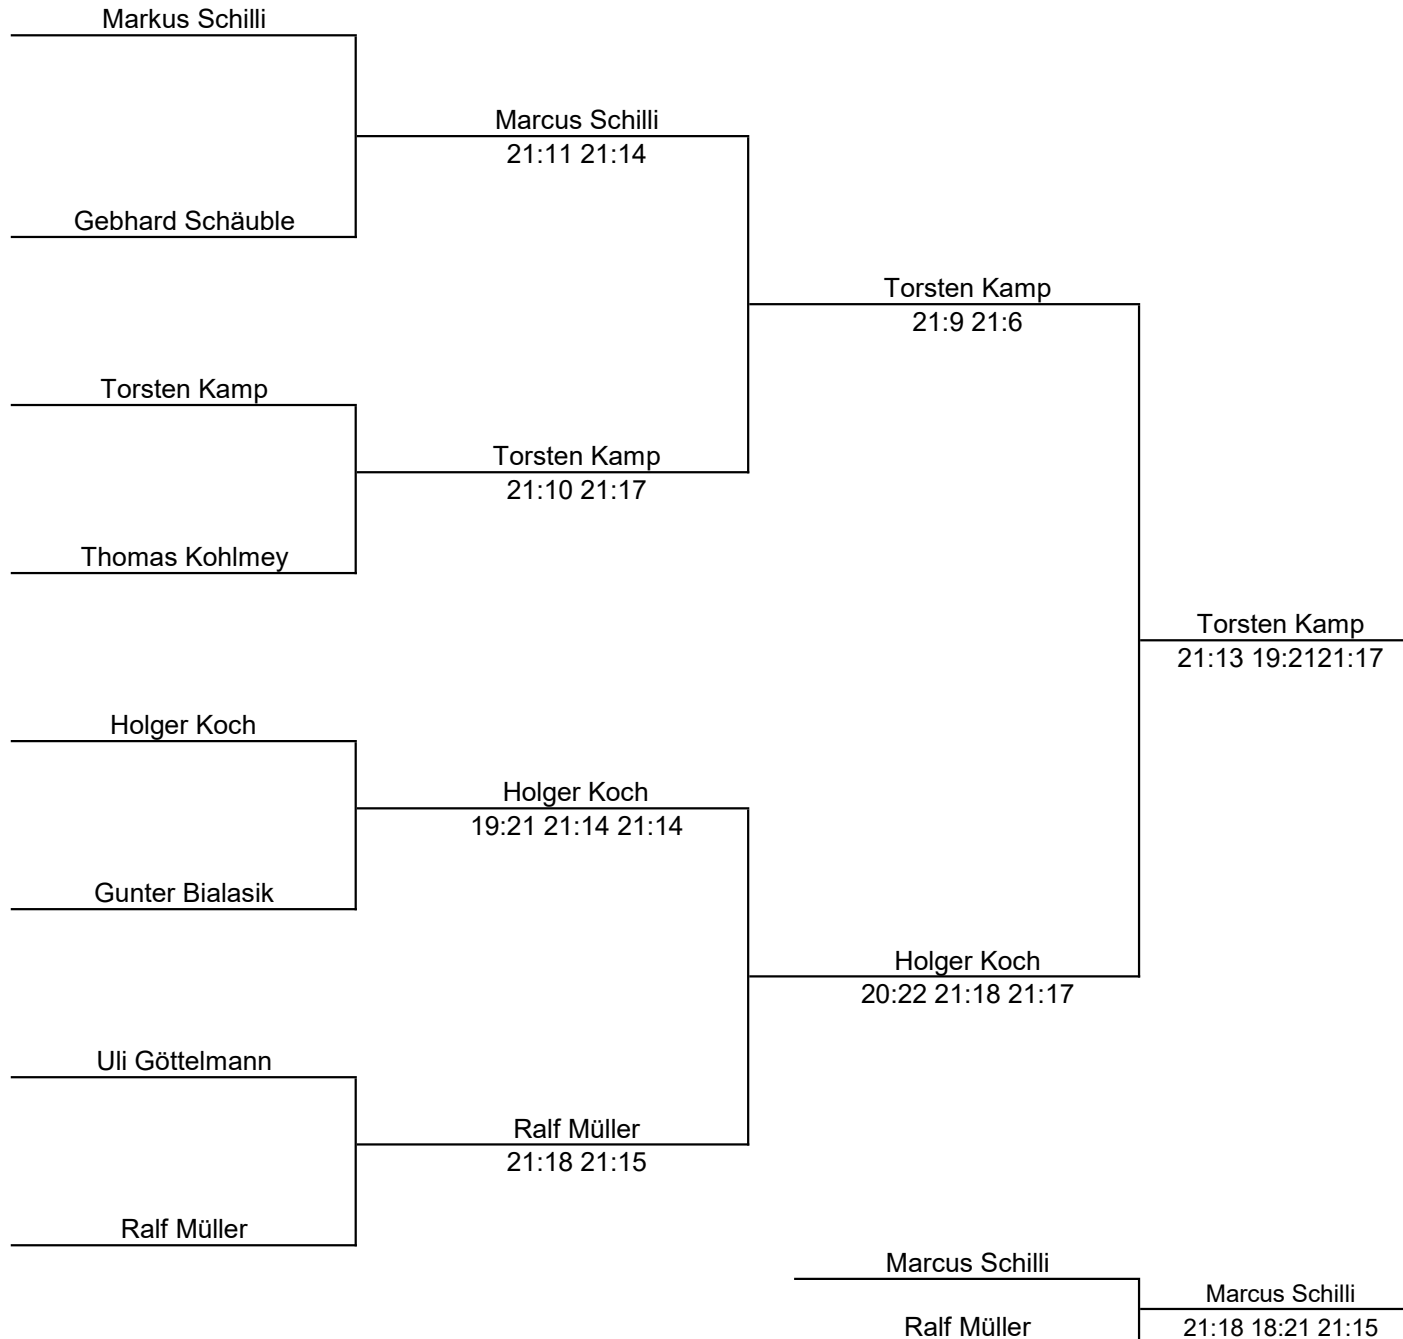 Markus Schilli
Marcus Schilli
21:11 21:14
Gebhard Schäuble
Torsten Kamp
21:9 21:6
Torsten Kamp
Torsten Kamp
21:10 21:17
Thomas Kohlmey
Torsten Kamp
21:13 19:2121:17
Holger Koch
Holger Koch
19:21 21:14 21:14
Gunter Bialasik
Holger Koch
20:22 21:18 21:17
Uli Göttelmann
Ralf Müller
21:18 21:15
Ralf Müller
Marcus Schilli
Marcus Schilli
Ralf Müller
21:18 18:21 21:15